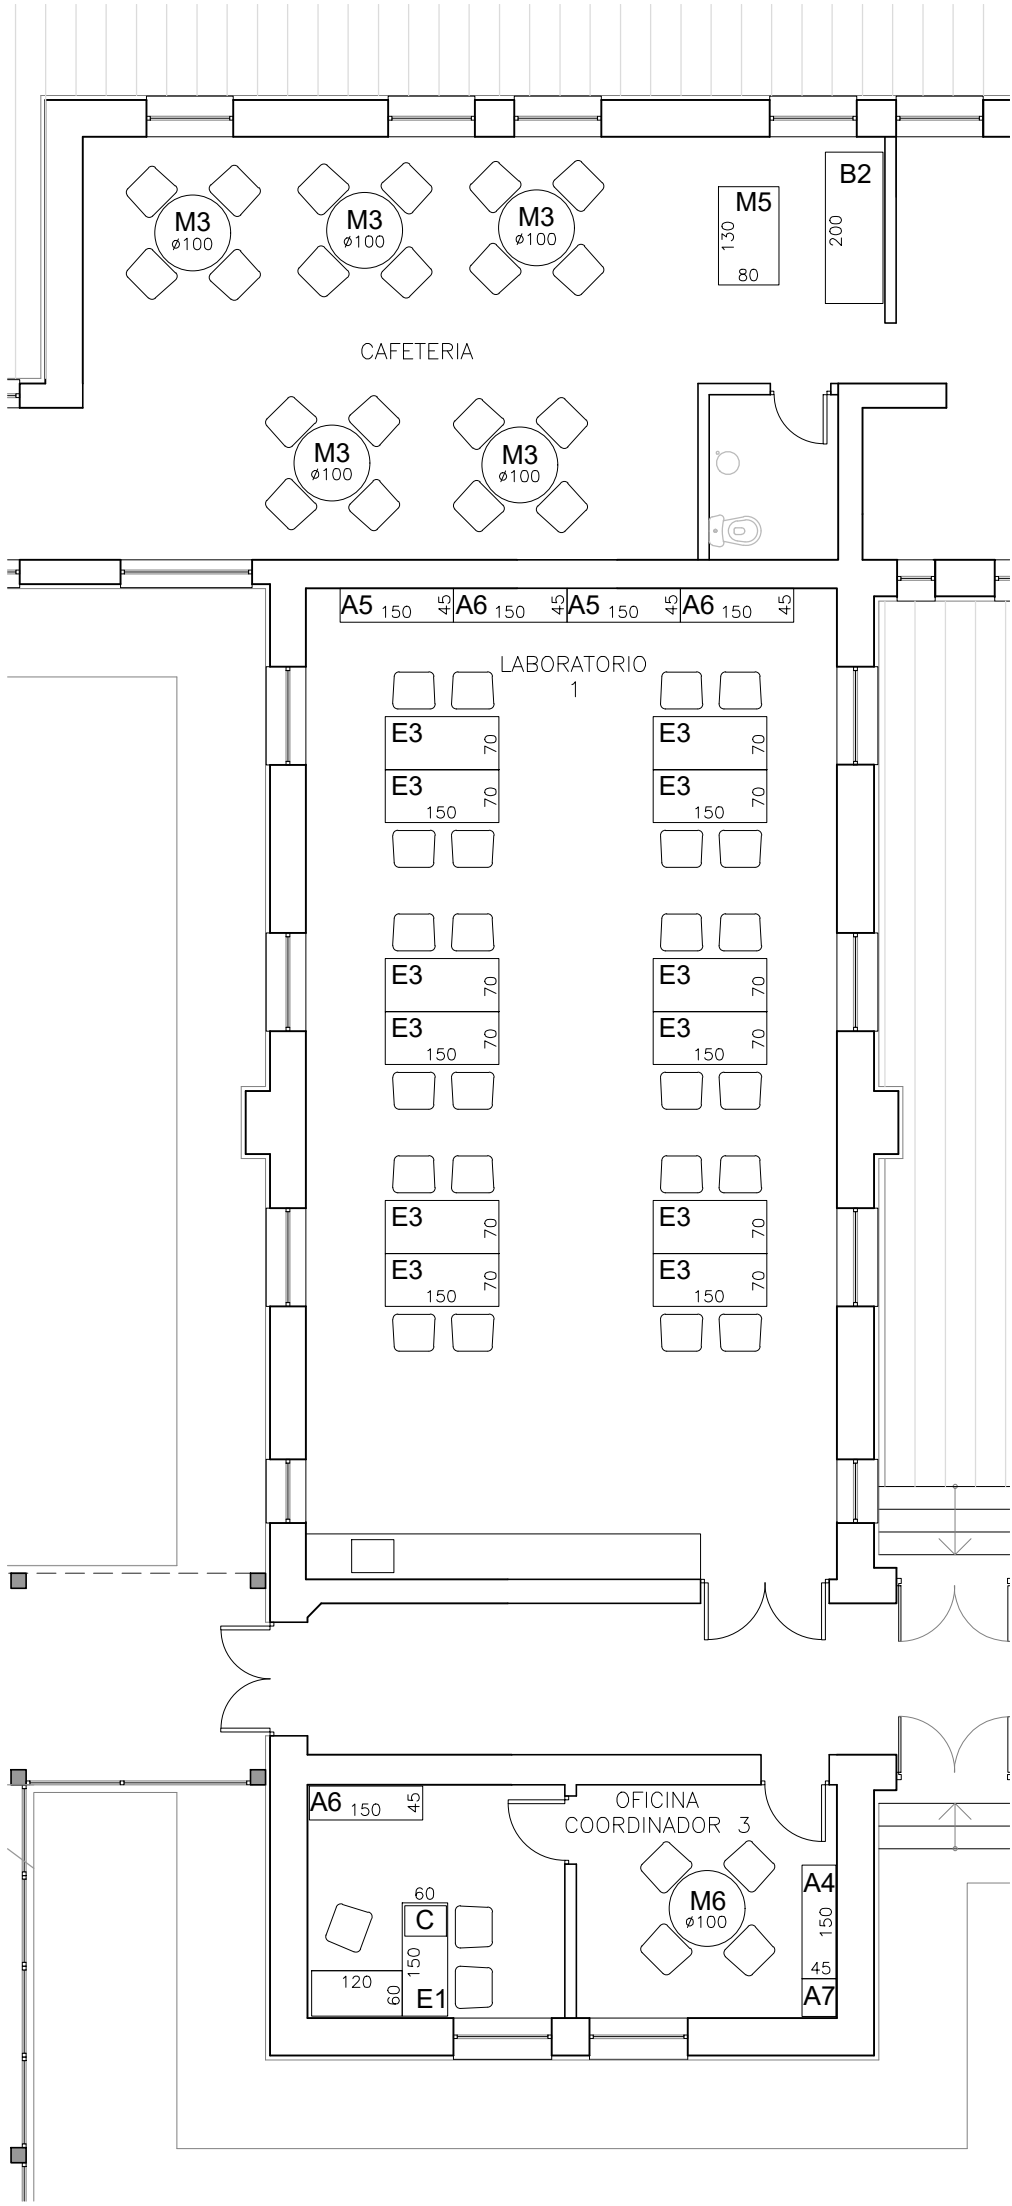 B2
200
M5
130
80
M3
ø100
M3
ø100
M3
ø100
CAFETERIA
M3
ø100
M3
ø100
A5 150 45
A6 150 45
A5 150 45
A6 150 45
LABORATORIO
1
E3 70
E3 70
150
E3 70
E3 70
150
E3 70
E3 70
150
E3 70
E3 70
150
E3 70
E3 70
150
E3 70
E3 70
150
A6 150 45
OFICINA
COORDINADOR 3
60
C
150
120
60
E1
M6
ø100
A4
150
45
A7